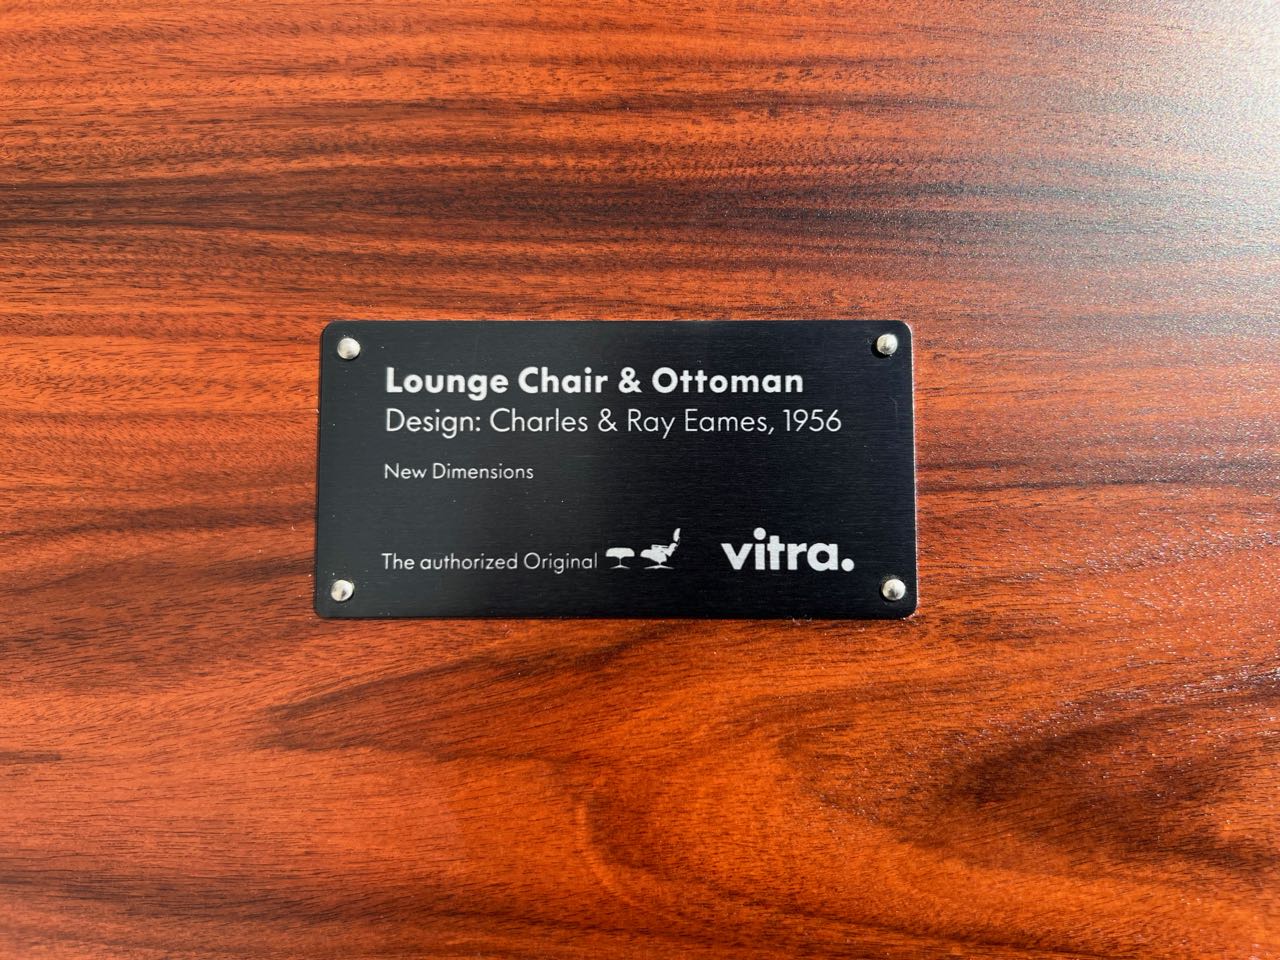 Lounge Chair & Ottoman
Design: Charles & Ray Eames, 1956
New Dimensions
The authorized Original vitra.